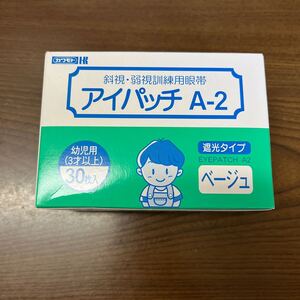 カワモト HK
斜視・弱視訓練用眼帯
アイパッチ A-2
幼児用
(3才以上)
30枚入
遮光タイプ
EYEPATCH A2
ベージュ